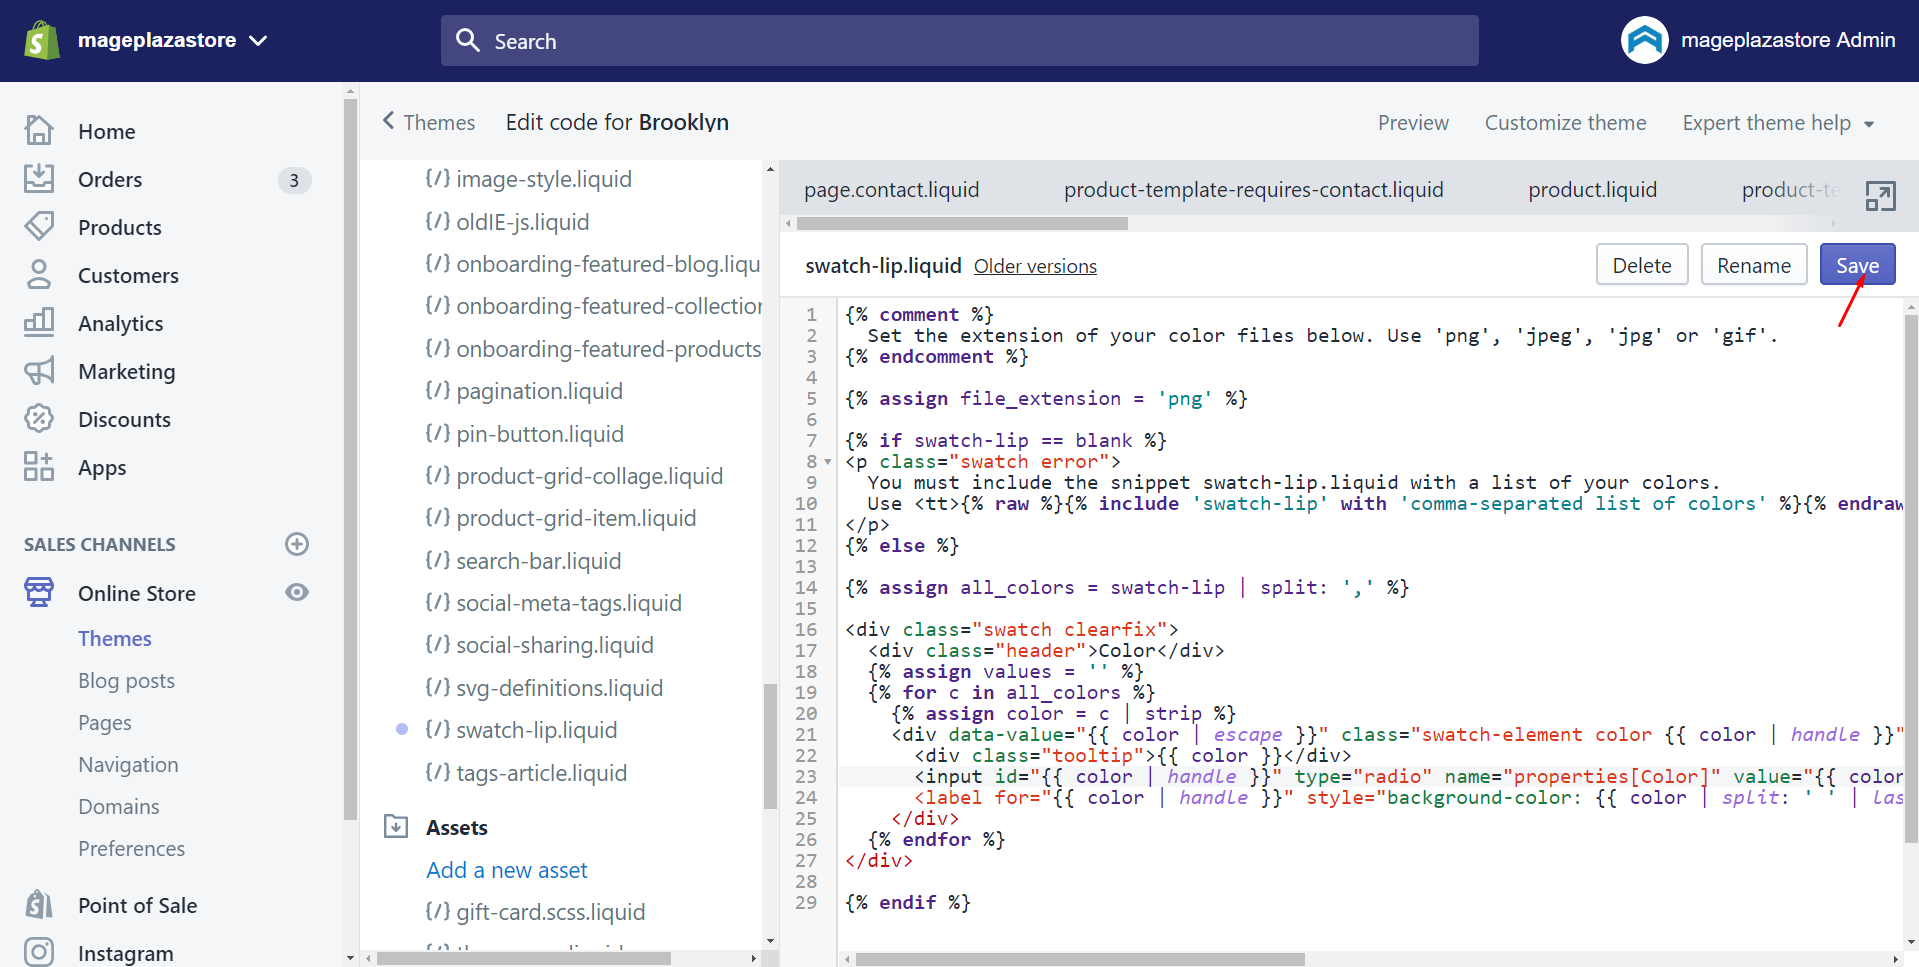 mageplazastore
Search
mageplazastore Admin
Home
Orders 3
Products
Customers
Analytics
Marketing
Discounts
Apps
SALES CHANNELS
Online Store
Themes
Blog posts
Pages
Navigation
Domains
Preferences
Point of Sale
Instagram
Themes Edit code for Brooklyn
Preview Customize theme Expert theme help
{/} image-style.liquid
{/} oldIE-js.liquid
{/} onboarding-featured-blog.liqu
{/} onboarding-featured-collection
{/} onboarding-featured-products
{/} pagination.liquid
{/} pin-button.liquid
{/} product-grid-collage.liquid
{/} product-grid-item.liquid
{/} search-bar.liquid
{/} social-meta-tags.liquid
{/} social-sharing.liquid
{/} svg-definitions.liquid
{/} swatch-lip.liquid
{/} tags-article.liquid
Assets
Add a new asset
{/} gift-card.scss.liquid
page.contact.liquid product-template-requires-contact.liquid product.liquid product-te
swatch-lip.liquid Older versions Delete Rename Save
1 {% comment %}
2 Set the extension of your color files below. Use 'png', 'jpeg', 'jpg' or 'gif'.
3 {% endcomment %}
4
5 {% assign file_extension = 'png' %}
6
7 {% if swatch-lip == blank %}
8 <p class="swatch error">
9 You must include the snippet swatch-lip.liquid with a list of your colors.
10 Use <tt>{% raw %}{% include 'swatch-lip' with 'comma-separated list of colors' %}{% endraw
11 </p>
12 {% else %}
13
14 {% assign all_colors = swatch-lip | split: ',' %}
15
16 <div class="swatch clearfix">
17 <div class="header">Color</div>
18 {% assign values = '' %}
19 {% for c in all_colors %}
20 {% assign color = c | strip %}
21 <div data-value="{{ color | escape }}" class="swatch-element color {{ color | handle }}"
22 <div class="tooltip">{{ color }}</div>
23 <input id="{{ color | handle }}" type="radio" name="properties[Color]" value="{{ color
24 <label for="{{ color | handle }}" style="background-color: {{ color | split: ' ' | las
25 </div>
26 {% endfor %}
27 </div>
28
29 {% endif %}